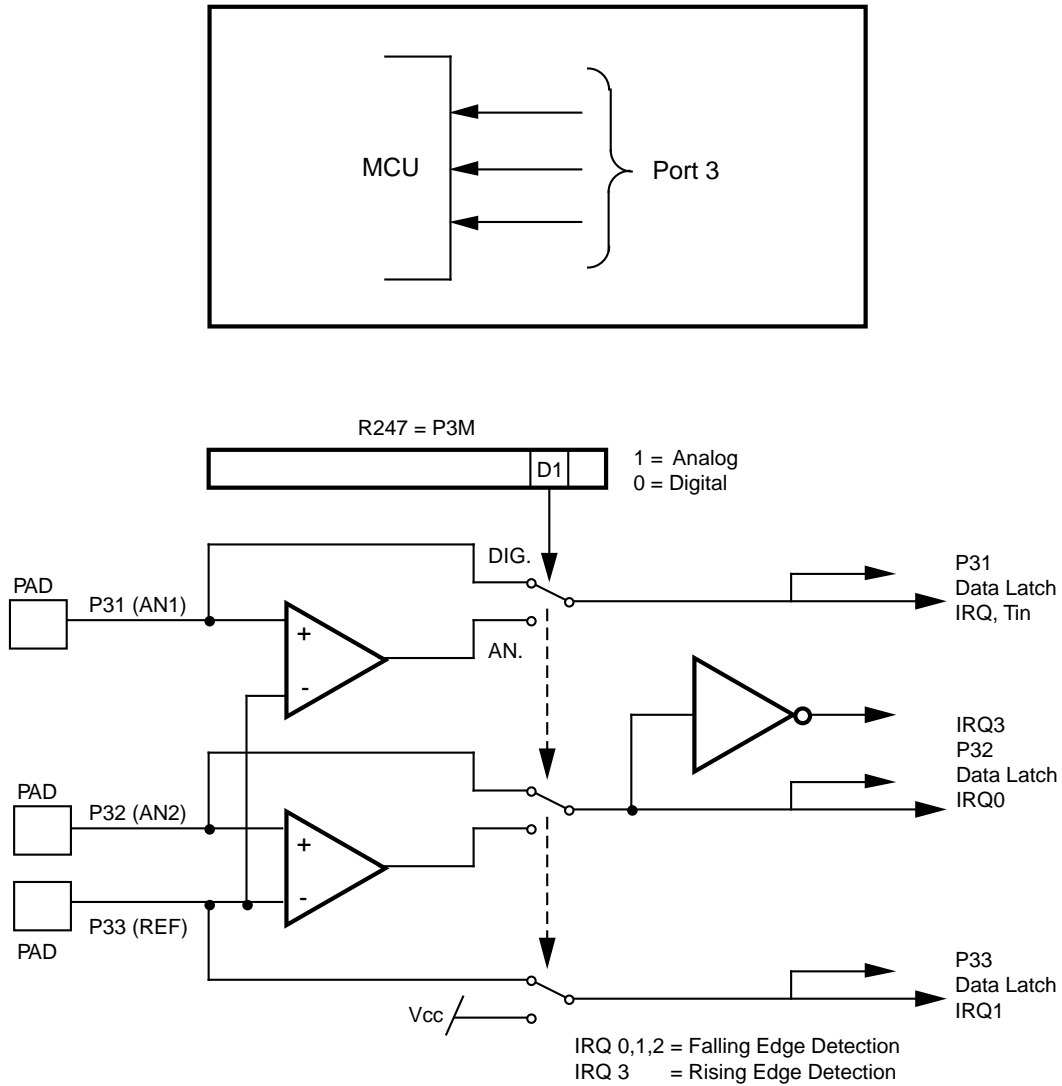 MCU
Port 3
R247 = P3M
D1
1 = Analog
0 = Digital
DIG.
PAD
P31 (AN1)
+
-
AN.
P31
Data Latch
IRQ, Tin
PAD
P32 (AN2)
+
-
IRQ3
P32
Data Latch
IRQ0
P33 (REF)
PAD
Vcc
P33
Data Latch
IRQ1
IRQ 0,1,2 = Falling Edge Detection
IRQ 3 = Rising Edge Detection